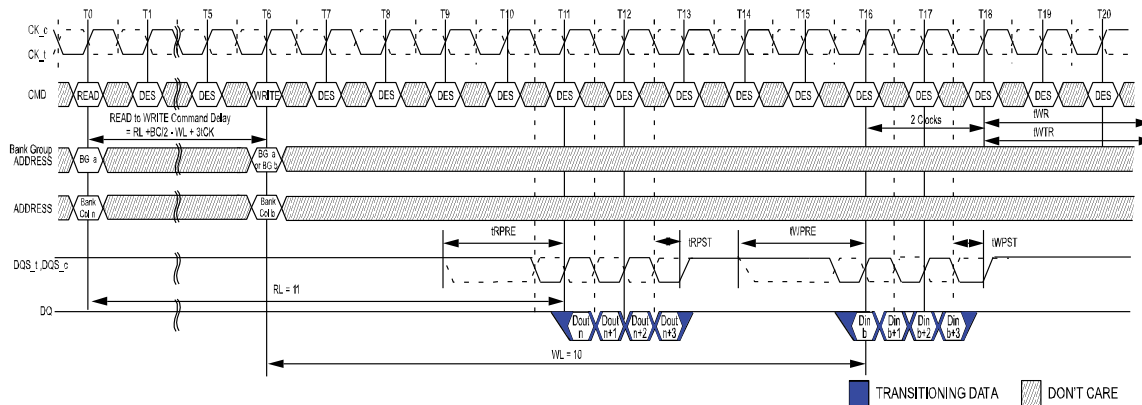 T0 T1 T5 T6 T7 T8 T9 T10 T11 T12 T13 T14 T15 T16 T17 T18 T19 T20
CK_c
CK_t
CMD READ DES DES WRITE DES DES DES DES DES DES DES DES DES DES DES DES DES DES
READ to WRITE Command Delay
= RL +BC/2 - WL + 3tCK
2 Clocks
tWR
tWTR
Bank Group
ADDRESS
BG a
BG a
or BG b
ADDRESS
Bank
Col n
Bank
Col b
tRPRE
tRPST
tWPRE
tWPST
DQS_t ,DQS_c
RL = 11
DQ
Dout
n
Dout
n+1
Dout
n+2
Dout
n+3
Din
b
Din
b+1
Din
b+2
Din
b+3
WL = 10
TRANSITIONING DATA
DON'T CARE